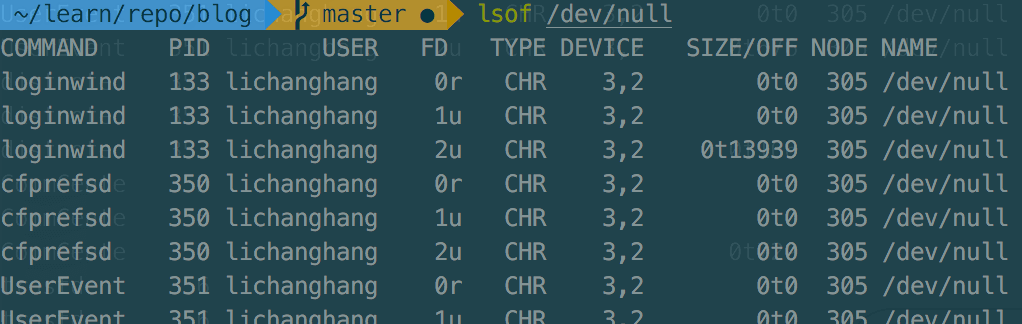 ~/learn/repo/blog master ● lsof /dev/null
COMMAND PID USER FD TYPE DEVICE SIZE/OFF NODE NAME
loginwind 133 lichanghang 0r CHR 3,2 0t0 305 /dev/null
loginwind 133 lichanghang 1u CHR 3,2 0t0 305 /dev/null
loginwind 133 lichanghang 2u CHR 3,2 0t13939 305 /dev/null
cfprefsd 350 lichanghang 0r CHR 3,2 0t0 305 /dev/null
cfprefsd 350 lichanghang 1u CHR 3,2 0t0 305 /dev/null
cfprefsd 350 lichanghang 2u CHR 3,2 0t0 305 /dev/null
UserEvent 351 lichanghang 0r CHR 3,2 0t0 305 /dev/null
UserEvent 351 lichanghang 1u CHR 3,2 0t0 305 /dev/null